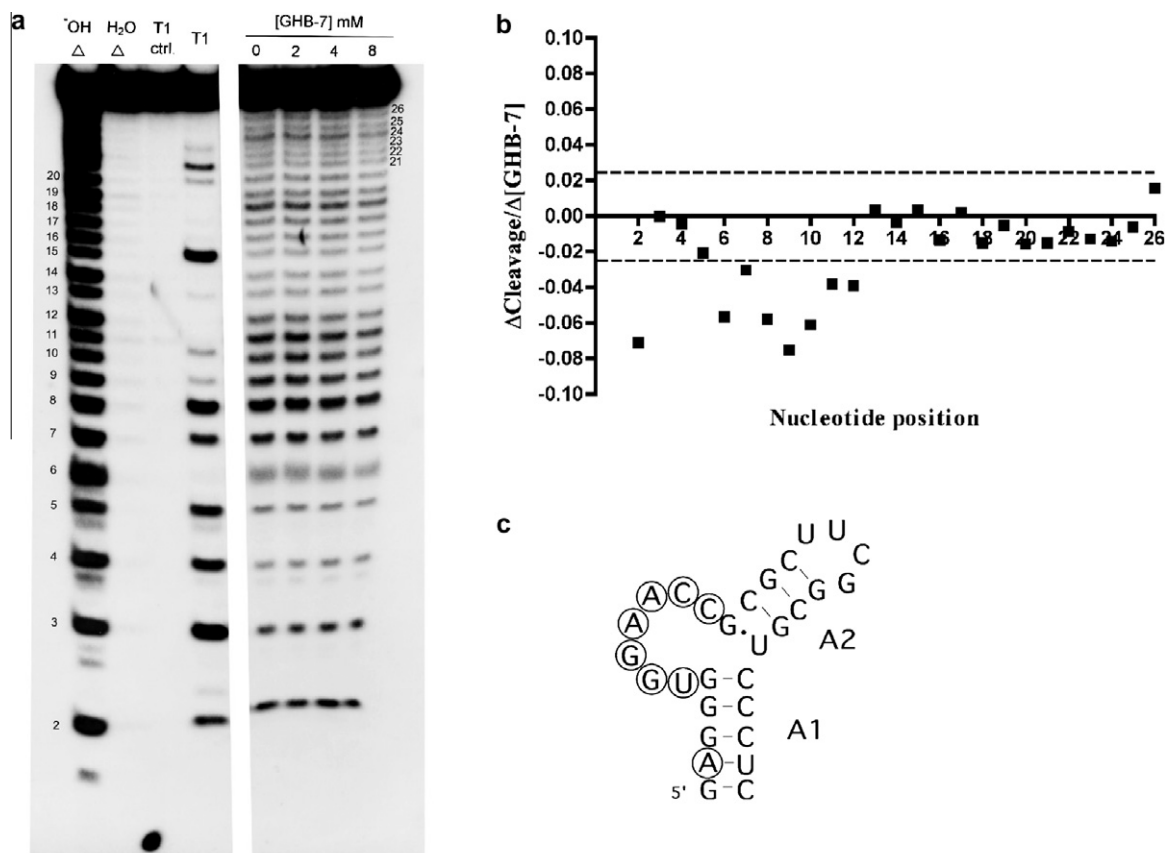 a
⁻OH H₂O T1 T1 [GHB-7] mM
△ △ ctrl. 0 2 4 8
26
25
24
23
22
21
20
19
18
17
16
15
14
13
12
11
10
9
8
7
6
5
4
3
2
b
ΔCleavage/Δ[GHB-7]
0.10
0.08
0.06
0.04
0.02
0.00
-0.02
-0.04
-0.06
-0.08
-0.10
2 4 6 8 10 12 14 16 18 20 22 24 26
Nucleotide position
c
U U
C C
G G
A C C C G C G
A G U G A2
G
G U G - C
G - C
G - C A1
A - U
5' G - C